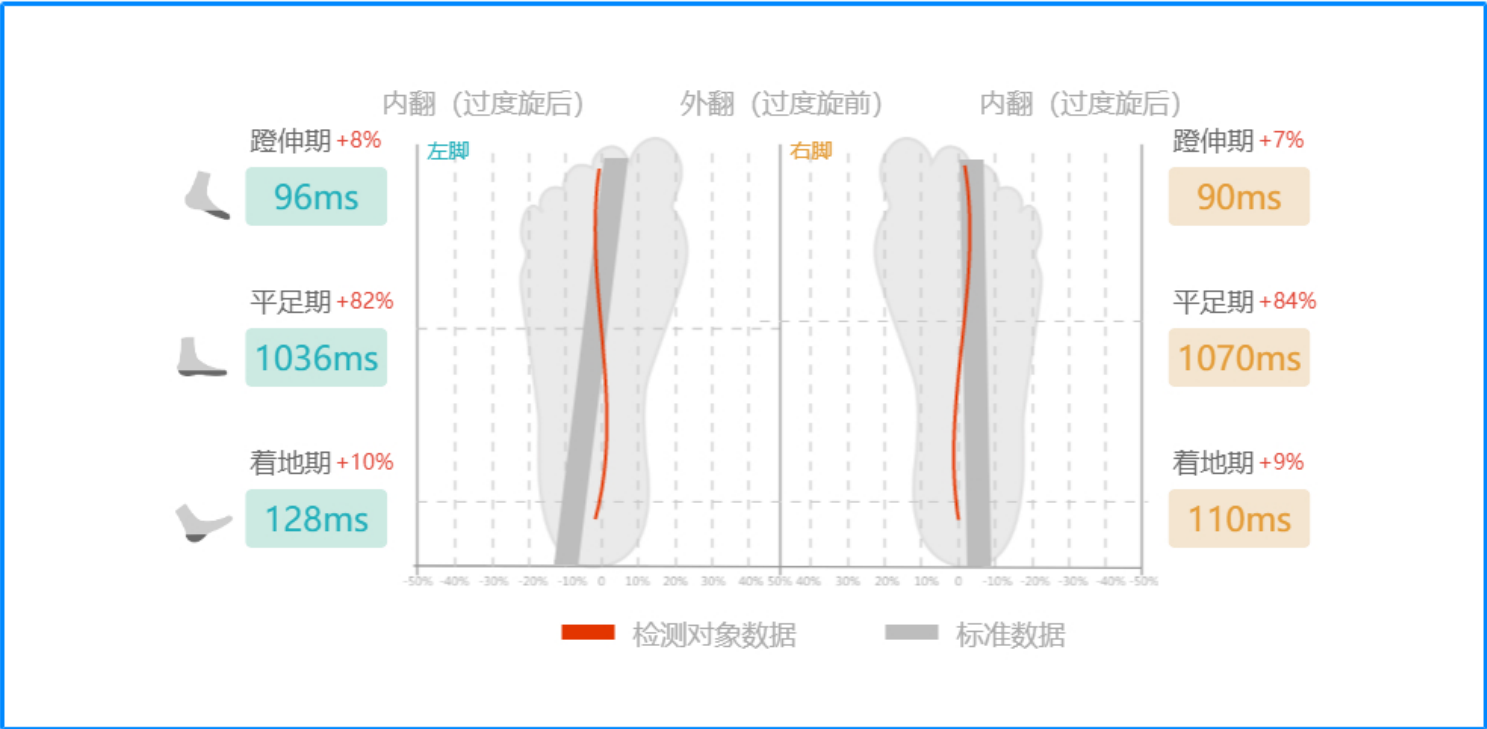 内翻（过度旋后） 外翻（过度旋前） 内翻（过度旋后）
蹬伸期 +8% 左脚 右脚 蹬伸期 +7%
96ms 90ms
平足期 +82% 平足期 +84%
1036ms 1070ms
着地期 +10% 着地期 +9%
128ms 110ms
-50% -40% -30% -20% -10% 0 10% 20% 30% 40% 50% 40% 30% 20% 10% 0 -10% -20% -30% -40% -50%
检测对象数据 标准数据